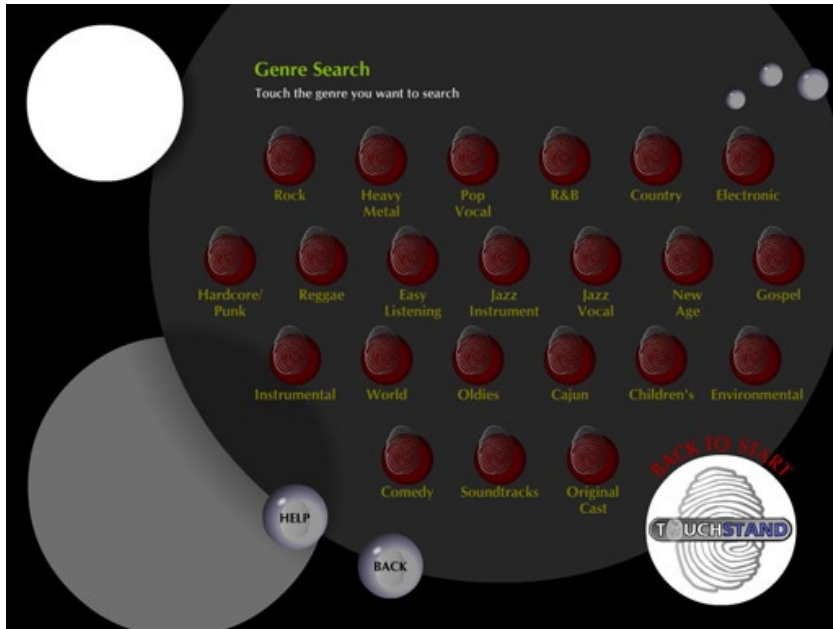 Genre Search
Touch the genre you want to search
Rock
Heavy
Metal
Pop
Vocal
R&B
Country
Electronic
Hardcore/
Punk
Reggae
Easy
Listening
Jazz
Instrument
Jazz
Vocal
New
Age
Gospel
Instrumental
World
Oldies
Cajun
Children's
Environmental
Comedy
Soundtracks
Original
Cast
BACK TO START
TOUCHSTAND
HELP
BACK